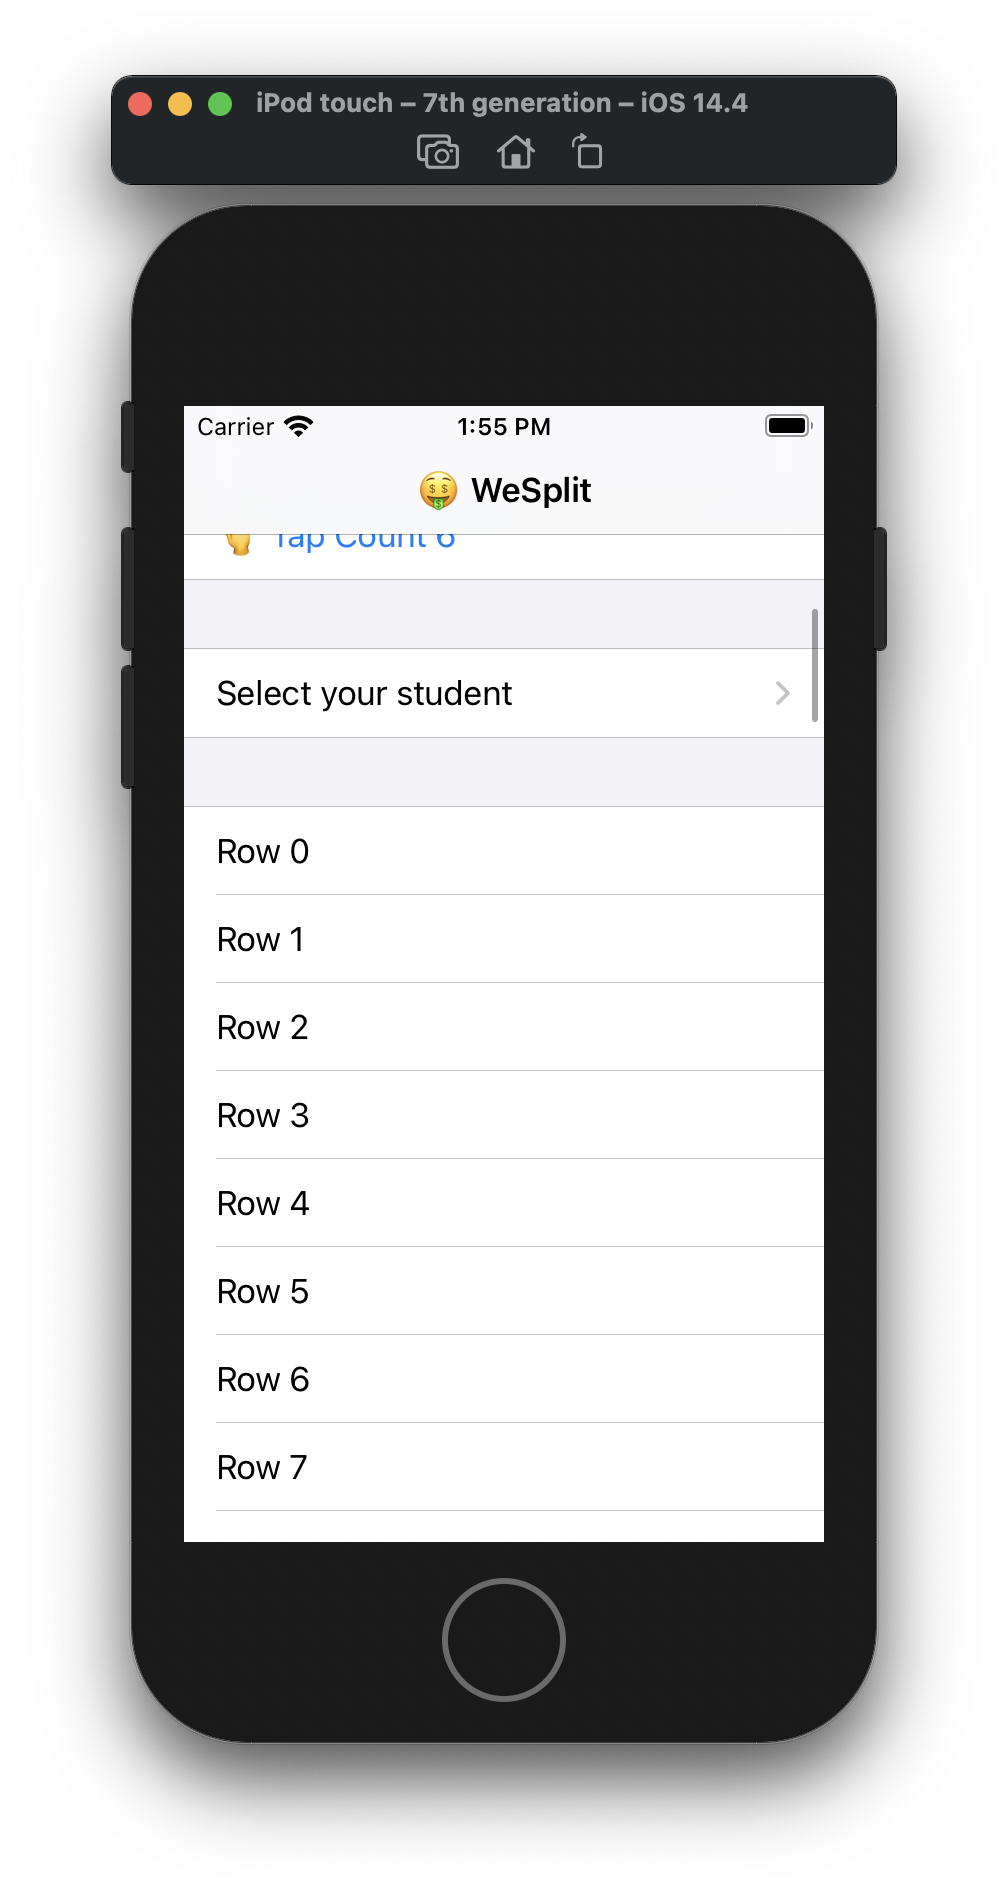 iPod touch – 7th generation – iOS 14.4
Carrier 1:55 PM
🤑 WeSplit
Tap Count 6
Select your student
Row 0
Row 1
Row 2
Row 3
Row 4
Row 5
Row 6
Row 7